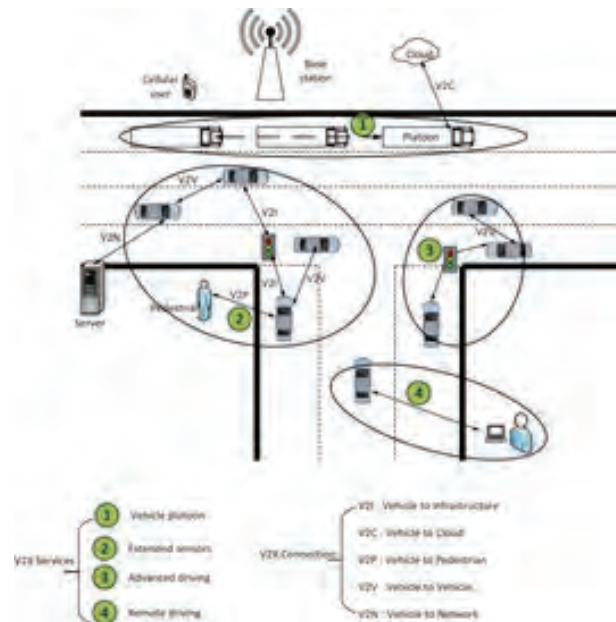 Cellular
user
Base
station
Cloud
V2C
1
Platoon
V2V
V2I
V2N
V2V
3
V2I
V2V
Server
Pedestrian
V2P
2
4
V2X Services
1 Vehicle platoon
2 Extended sensors
3 Advanced driving
4 Remote driving
V2X Connection
V2I : Vehicle to Infrastructure
V2C : Vehicle to Cloud
V2P : Vehicle to Pedestrian
V2V : Vehicle to Vehicle
V2N : Vehicle to Network